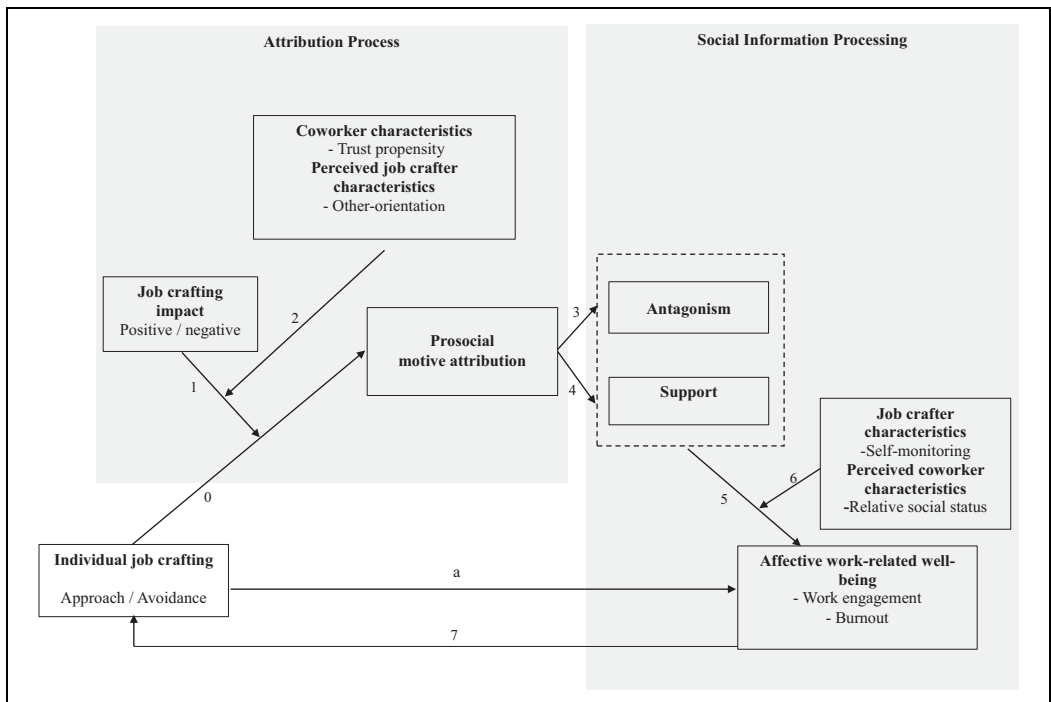 Attribution Process
Social Information Processing
Coworker characteristics
- Trust propensity
Perceived job crafter
characteristics
- Other-orientation
Job crafting
impact
Positive / negative
2
1
Prosocial
motive attribution
3
4
Antagonism
Support
Job crafter
characteristics
-Self-monitoring
Perceived coworker
characteristics
-Relative social status
6
5
0
Individual job crafting
Approach / Avoidance
a
Affective work-related well-
being
- Work engagement
- Burnout
7